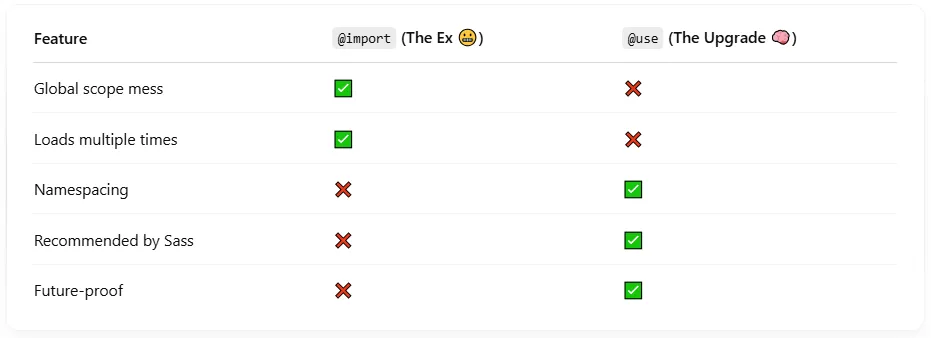 Feature @import (The Ex 😬) @use (The Upgrade 🧠)
Global scope mess ✅ ❌
Loads multiple times ✅ ❌
Namespacing ❌ ✅
Recommended by Sass ❌ ✅
Future-proof ❌ ✅